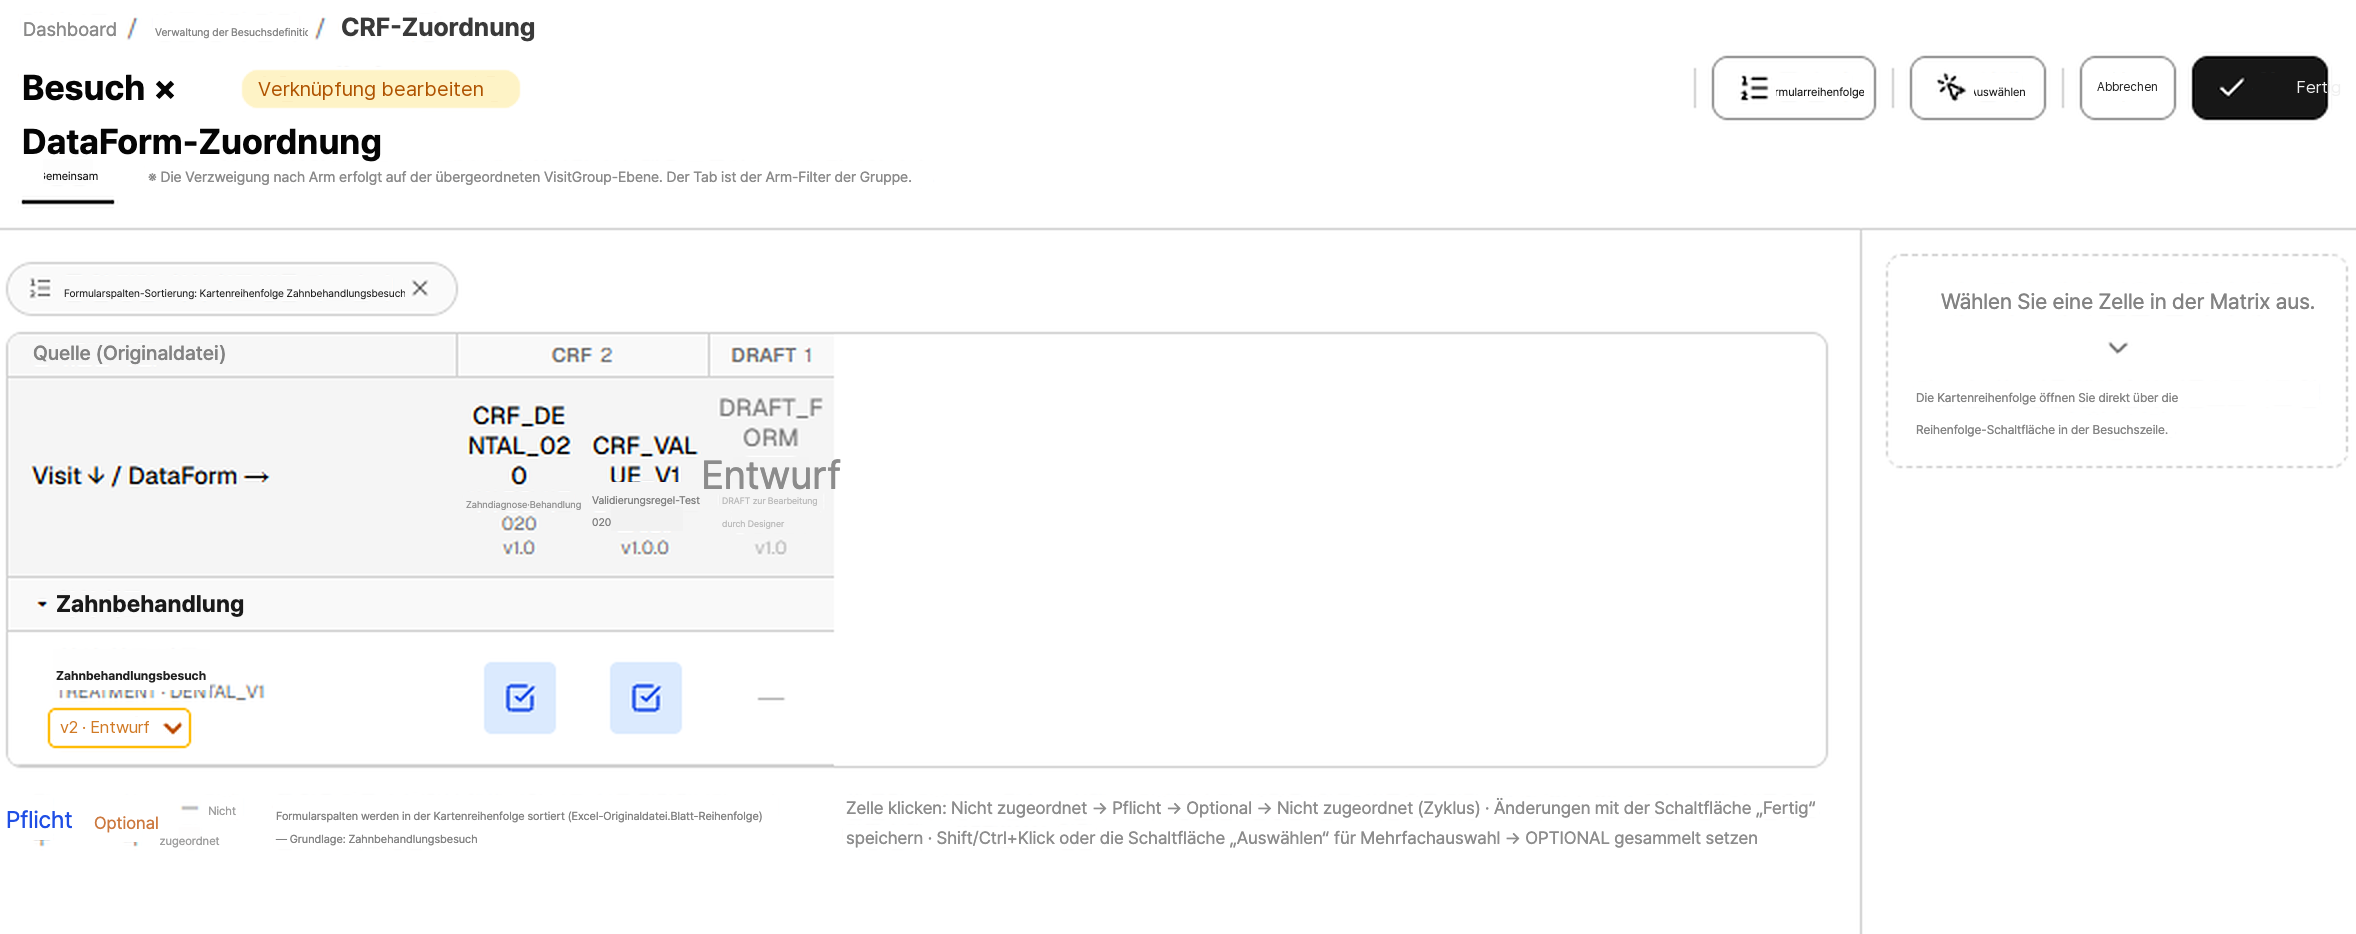 Dashboard / Verwaltung der Besuchsdefinitic / CRF-Zuordnung
Besuch × Verknüpfung bearbeiten
DataForm-Zuordnung
rmularreihenfolge
uswählen
Abbrechen
Fertig
emeinsam
※ Die Verzweigung nach Arm erfolgt auf der übergeordneten VisitGroup-Ebene. Der Tab ist der Arm-Filter der Gruppe.
Formularspalten-Sortierung: Kartenreihenfolge Zahnbehandlungsbesuch
Quelle (Originaldatei)
CRF 2
DRAFT 1
Visit ↓ / DataForm →
CRF_DE
NTAL_02
0
Zahndiagnose-Behandlung
020
v1.0
CRF_VAL
UE_V1
Validierungsregel-Test
020
v1.0.0
DRAFT_F
ORM
Entwurf
DRAFT zur Bearbeitung
durch Designer
v1.0
Zahnbehandlung
Zahnbehandlungsbesuch
TREATMENT · DENTAL_V1
v2 · Entwurf
—
Wählen Sie eine Zelle in der Matrix aus.
Die Kartenreihenfolge öffnen Sie direkt über die
Reihenfolge-Schaltfläche in der Besuchszeile.
Pflicht
Optional
— Nicht
zugeordnet
Formularspalten werden in der Kartenreihenfolge sortiert (Excel-Originaldatei.Blatt-Reihenfolge)
— Grundlage: Zahnbehandlungsbesuch
Zelle klicken: Nicht zugeordnet → Pflicht → Optional → Nicht zugeordnet (Zyklus) · Änderungen mit der Schaltfläche „Fertig“
speichern · Shift/Ctrl+Klick oder die Schaltfläche „Auswählen“ für Mehrfachauswahl → OPTIONAL gesammelt setzen